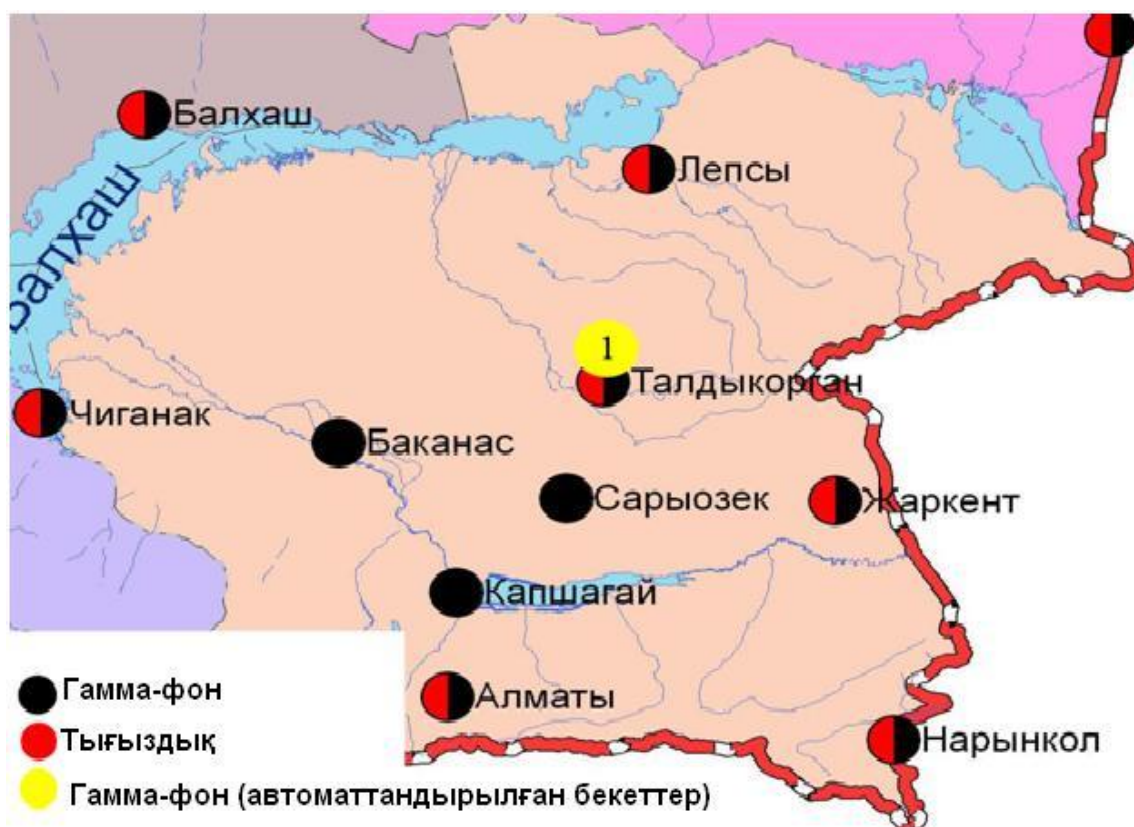 Балхаш
Лепсы
Балхаш
1
Талдыкорган
Чиганак
Баканас
Сарыозек
Жаркент
Капшагай
Алматы
Нарынкол
Гамма-фон
Тығыздық
Гамма-фон (автоматтандырылған бекеттер)